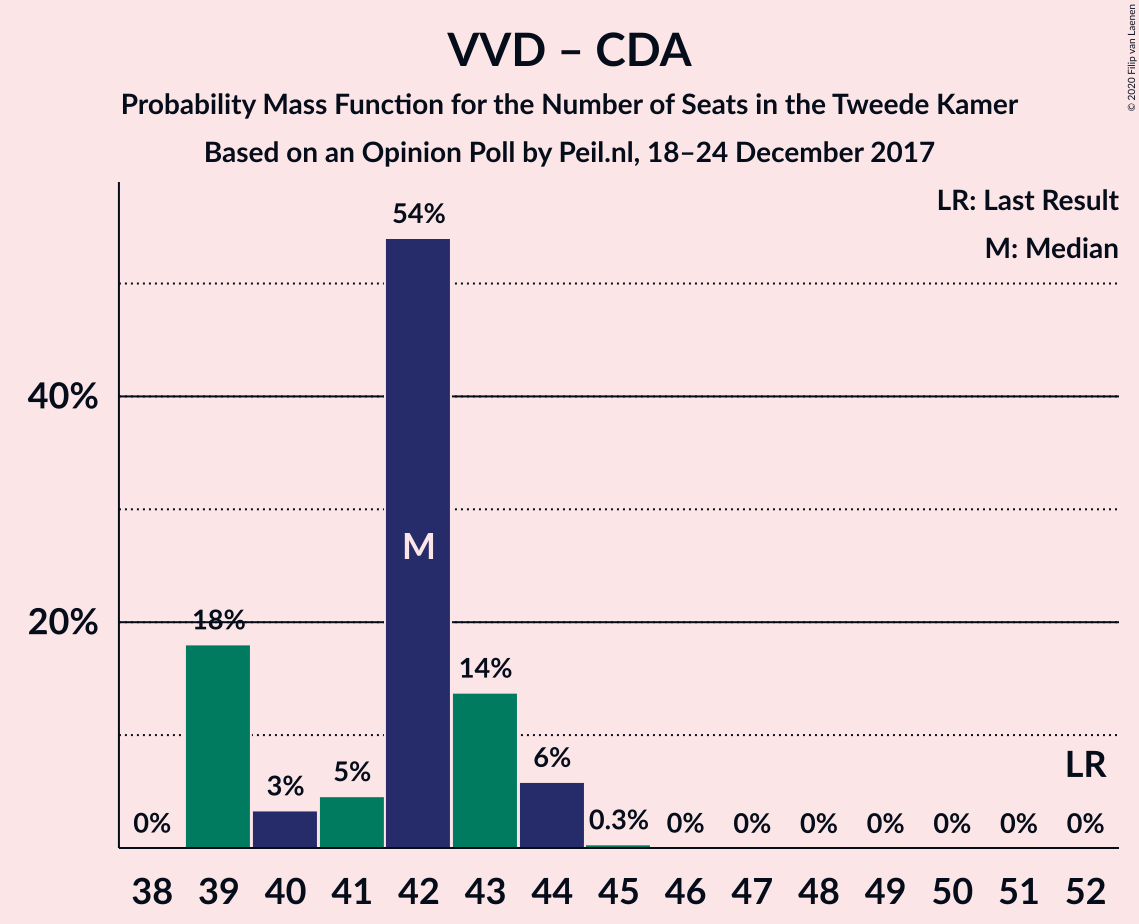 VVD – CDA
Probability Mass Function for the Number of Seats in the Tweede Kamer
Based on an Opinion Poll by Peil.nl, 18–24 December 2017
© 2020 Filip van Laenen
LR: Last Result
M: Median
54%
40%
M
20%
18%
14%
6%
5%
3%
LR
0% 0.3% 0% 0% 0% 0% 0% 0% 0%
38 39 40 41 42 43 44 45 46 47 48 49 50 51 52